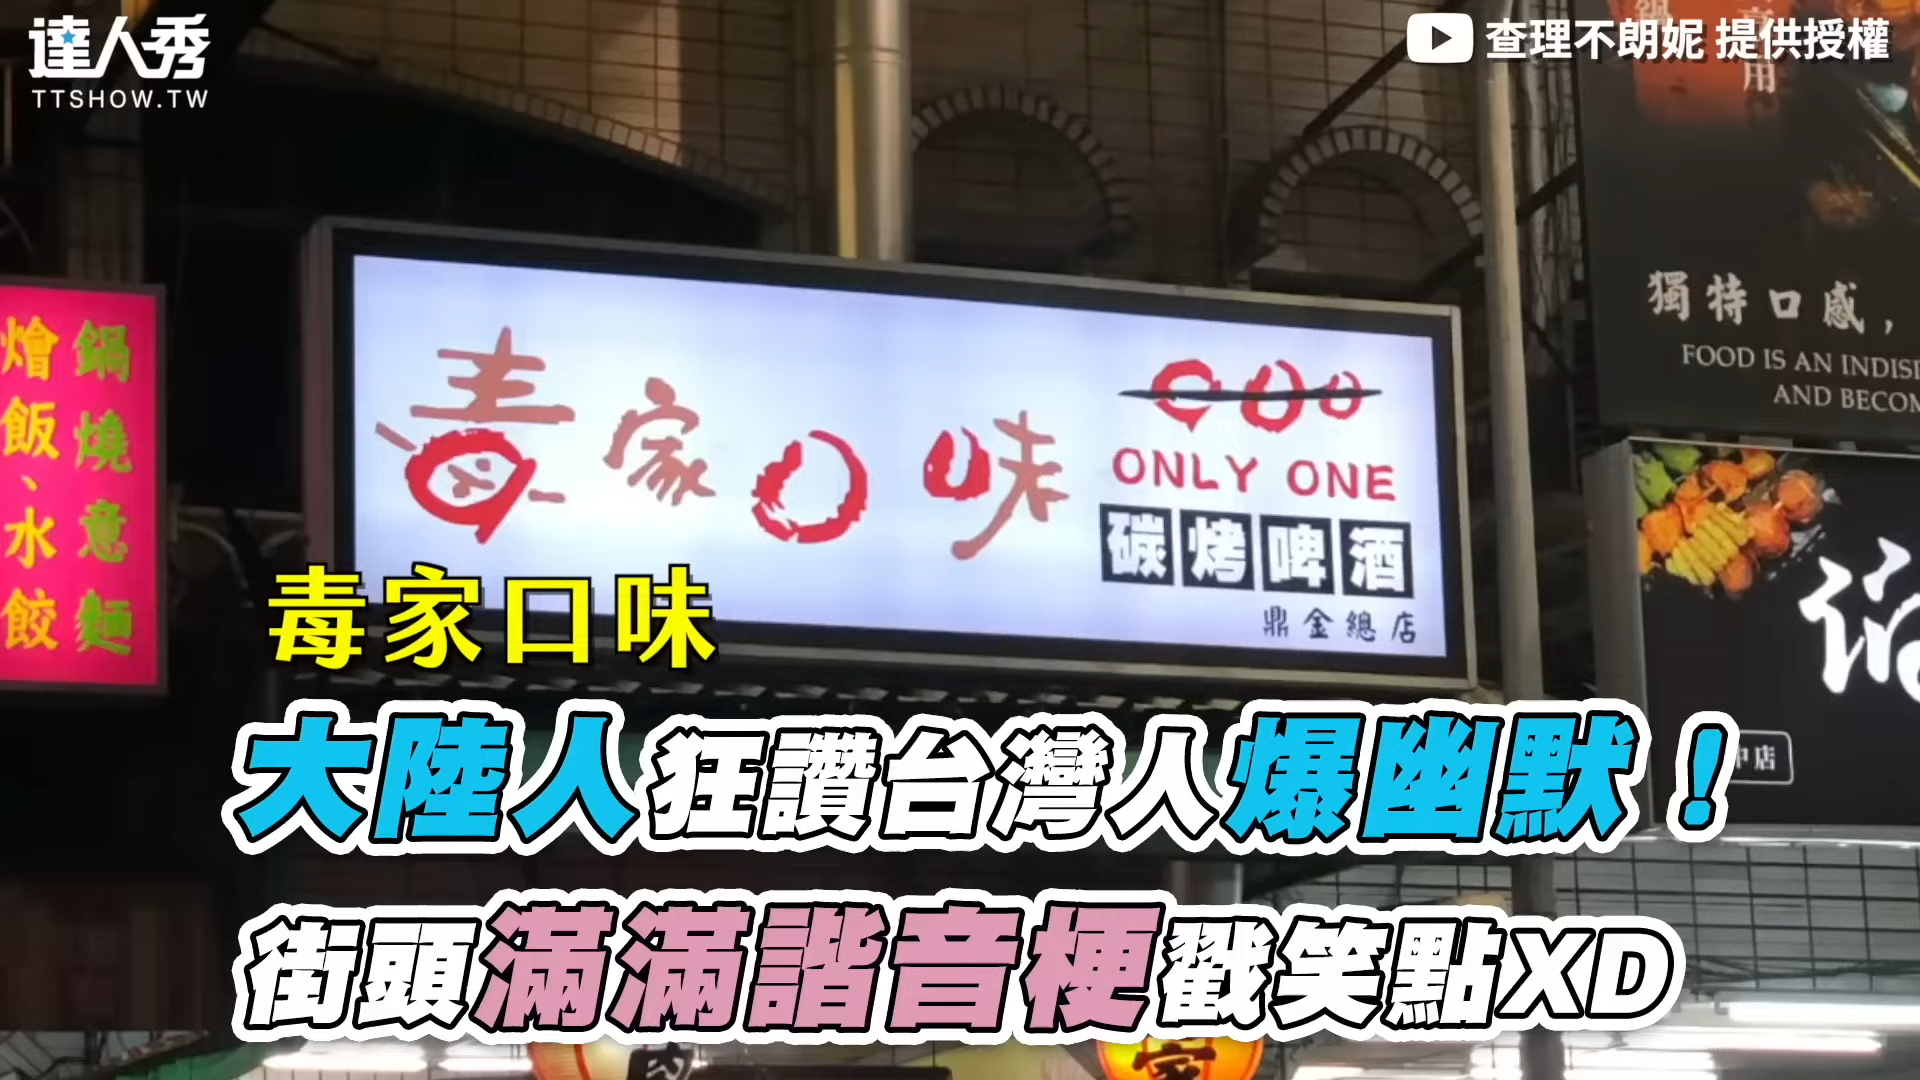 達人秀
TTSHOW.TW
查理不朗妮 提供授權
獨特口感，
FOOD IS AN
AND
鍋燒意麵
燴飯、水餃
毒家口味
ONLY ONE
碳烤啤酒
鼎金總店
毒家口味
中店
大陸人狂讚台灣人爆幽默！
街頭滿滿諧音梗戳笑點XD